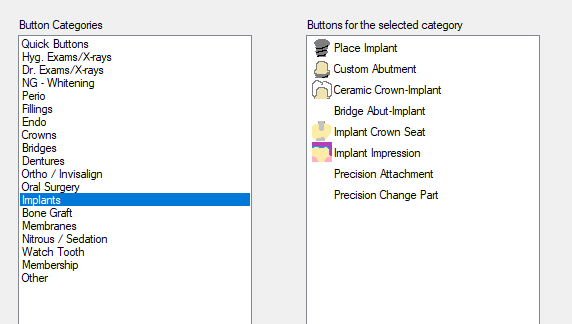 Button Categories
Quick Buttons
Hyg. Exams/X-rays
Dr. Exams/X-rays
NG - Whitening
Perio
Fillings
Endo
Crowns
Bridges
Dentures
Ortho / Invisalign
Oral Surgery
Implants
Bone Graft
Membranes
Nitrous / Sedation
Watch Tooth
Membership
Other
Buttons for the selected category
Place Implant
Custom Abutment
Ceramic Crown-Implant
Bridge Abut-Implant
Implant Crown Seat
Implant Impression
Precision Attachment
Precision Change Part